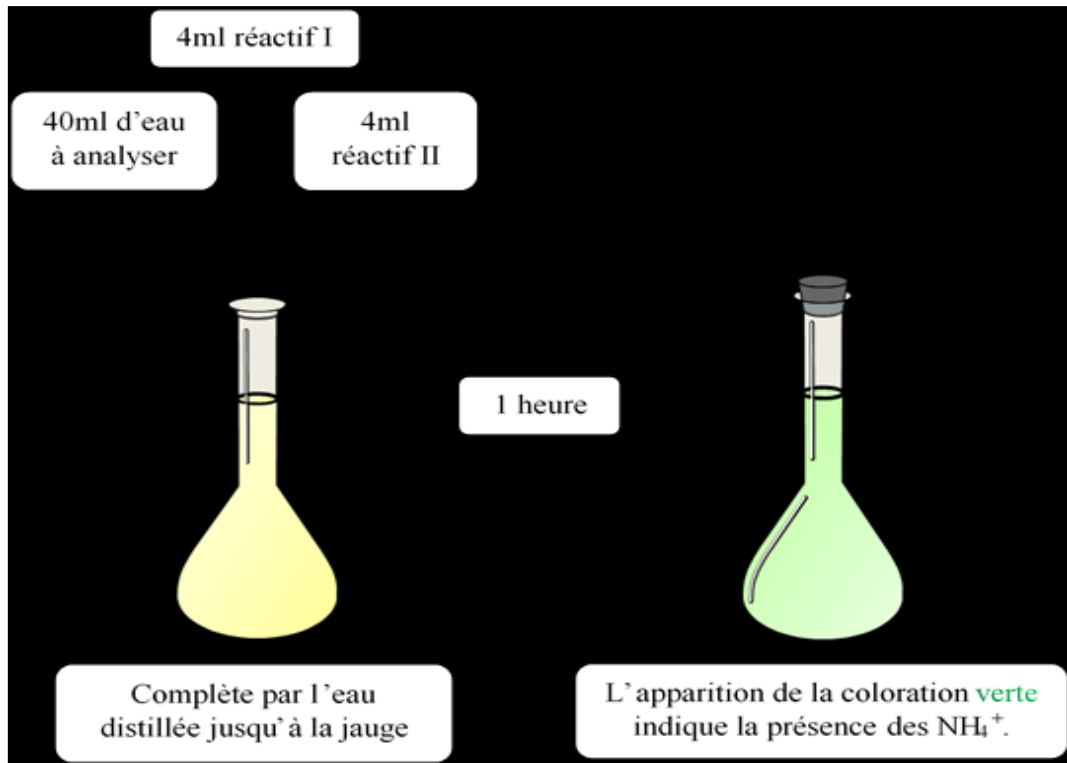 4ml réactif I
40ml d'eau
à analyser
4ml
réactif II
1 heure
Complète par l'eau
distillée jusqu'à la jauge
L'apparition de la coloration verte
indique la présence des NH₄⁺.